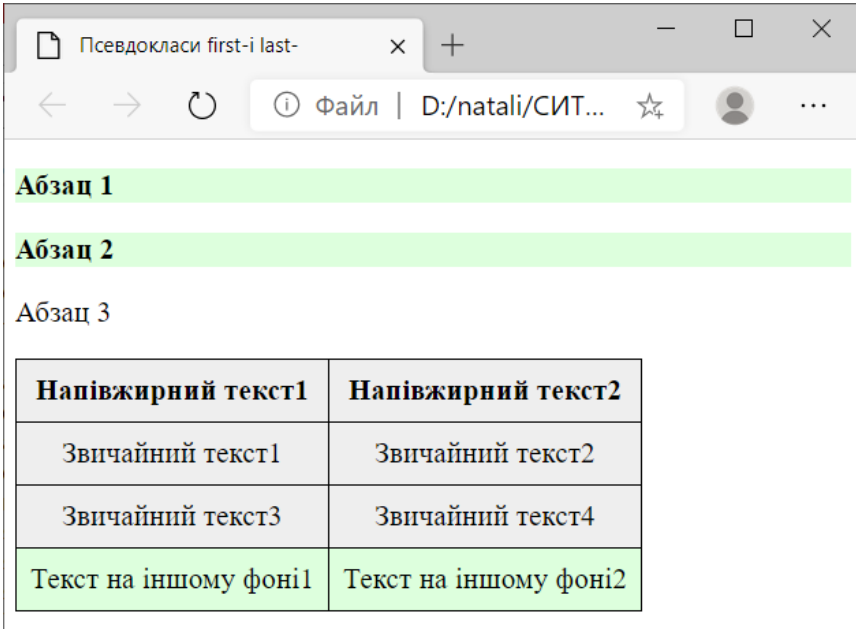 Псевдокласи first-і last-
Файл | D:/natali/СИТ...
Абзац 1
Абзац 2
Абзац 3
Напівжирний текст1 Напівжирний текст2
Звичайний текст1 Звичайний текст2
Звичайний текст3 Звичайний текст4
Текст на іншому фоні1 Текст на іншому фоні2